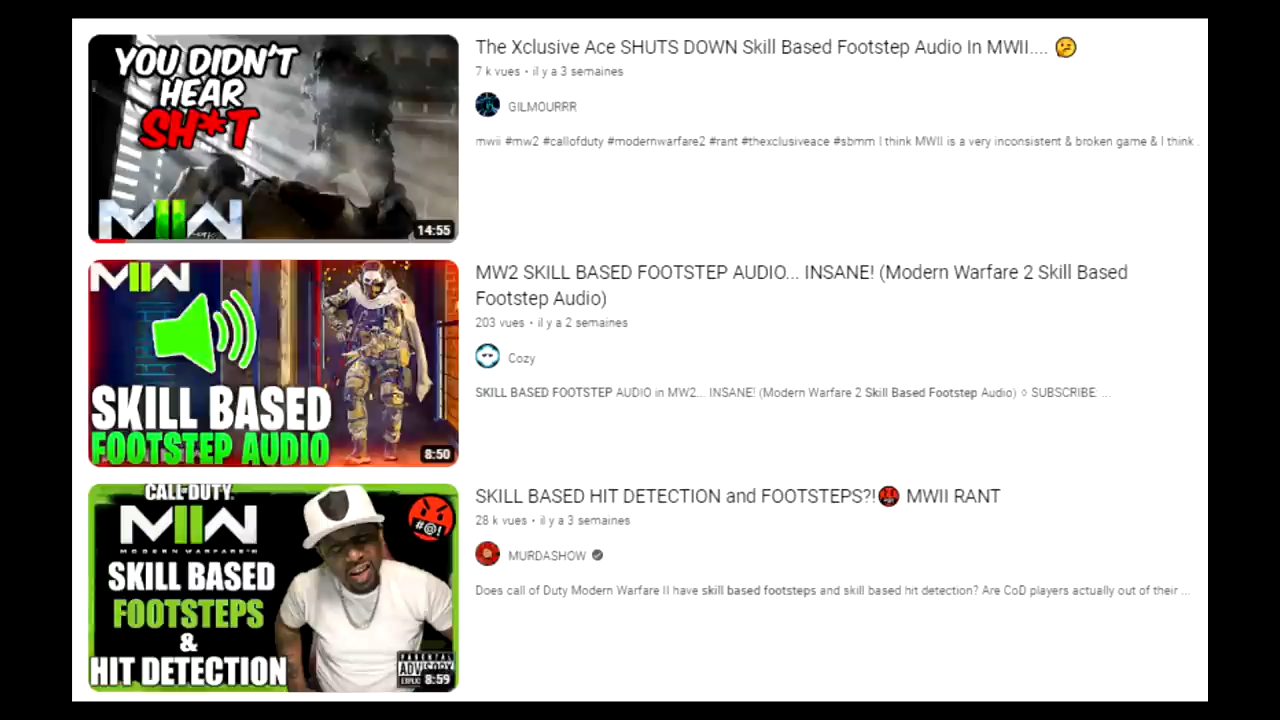 YOU DIDN'T
HEAR
SH*T
MWII
14:55
The Xclusive Ace SHUTS DOWN Skill Based Footstep Audio In MWII.... 🤨
7 k vues • il y a 3 semaines
GILMOURRR
mwii #mw2 #callofduty #modernwarfare2 #rant #thexclusiveace #sbmm I think MWII is a very inconsistent & broken game & I think .
MWII
SKILL BASED
FOOTSTEP AUDIO
8:50
MW2 SKILL BASED FOOTSTEP AUDIO... INSANE! (Modern Warfare 2 Skill Based
Footstep Audio)
203 vues • il y a 2 semaines
Cozy
SKILL BASED FOOTSTEP AUDIO in MW2... INSANE! (Modern Warfare 2 Skill Based Footstep Audio) ○ SUBSCRIBE: ...
CALL·DUTY
MWII
MODERN WARFARE II
SKILL BASED
FOOTSTEPS
&
HIT DETECTION
#@!
PARENTAL
ADVISORY
8:59
SKILL BASED HIT DETECTION and FOOTSTEPS?!🤬 MWII RANT
28 k vues • il y a 3 semaines
MURDASHOW
Does call of Duty Modern Warfare II have skill based footsteps and skill based hit detection? Are CoD players actually out of their ...